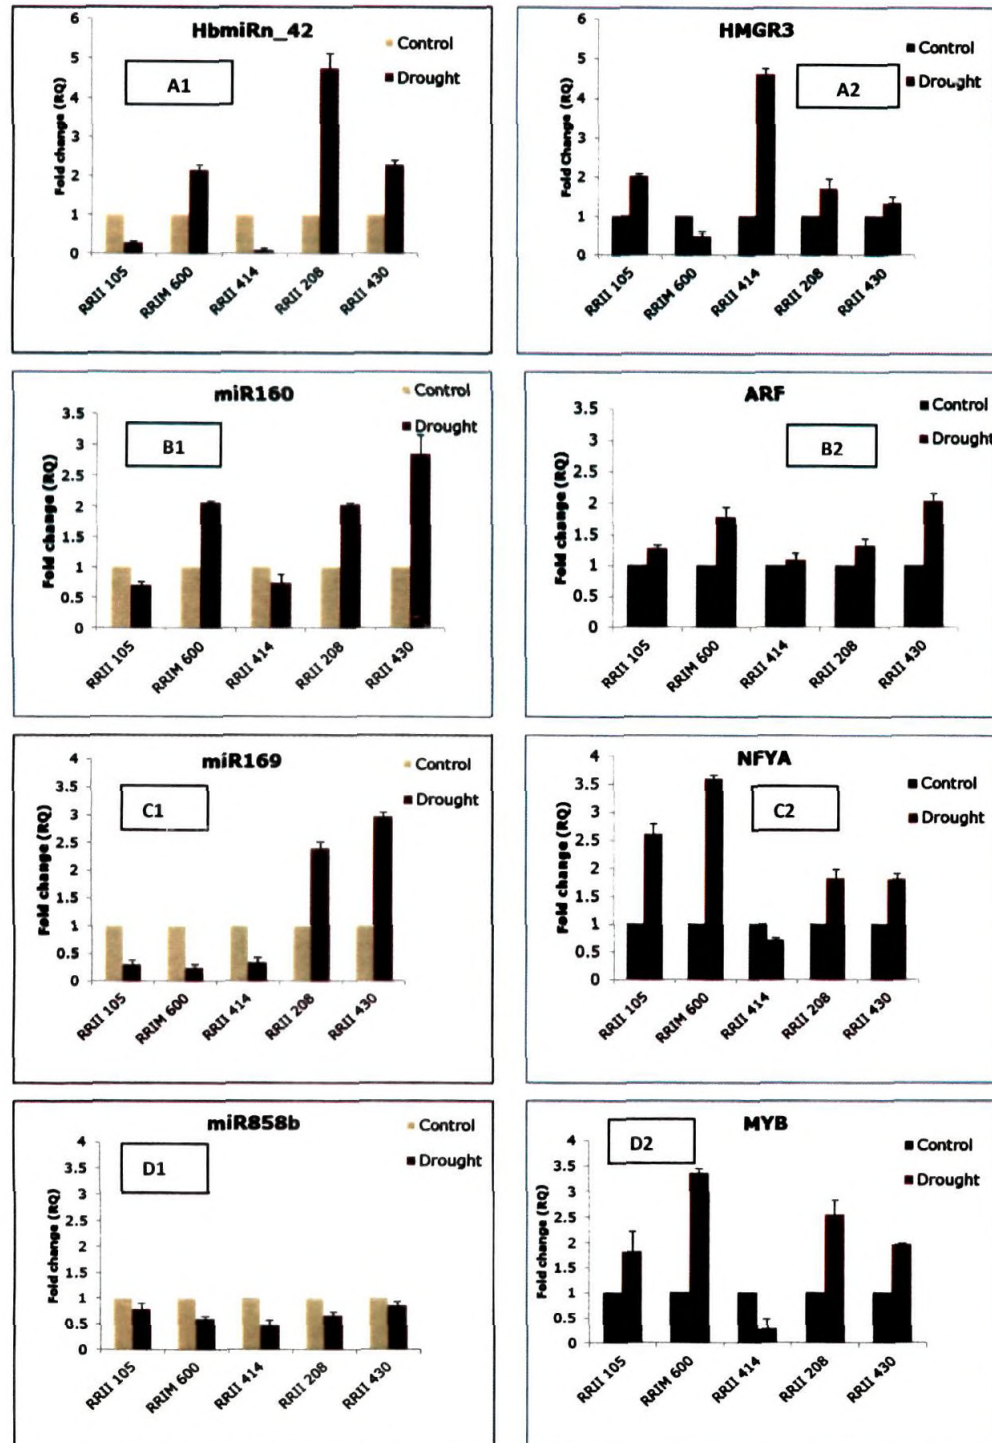 HbmiRn_42
Control
Drought
A1
Fold change (RQ)
6
5
4
3
2
1
0
RRII 105
RRIM 600
RRII 414
RRII 208
RRII 430
HMGR3
Control
Drought
A2
Fold Change (RQ)
6
5
4
3
2
1
0
RRII 105
RRIM 600
RRII 414
RRII 208
RRII 430
miR160
Control
Drought
B1
Fold change (RQ)
3.5
3
2.5
2
1.5
1
0.5
0
RRII 105
RRIM 600
RRII 414
RRII 208
RRII 430
ARF
Control
Drought
B2
Fold change (RQ)
3.5
3
2.5
2
1.5
1
0.5
0
RRII 105
RRIM 600
RRII 414
RRII 208
RRII 430
miR169
Control
Drought
C1
Fold change (RQ)
4
3.5
3
2.5
2
1.5
1
0.5
0
RRII 105
RRIM 600
RRII 414
RRII 208
RRII 430
NFYA
Control
Drought
C2
Fold change (RQ)
4
3.5
3
2.5
2
1.5
1
0.5
0
RRII 105
RRIM 600
RRII 414
RRII 208
RRII 430
miR858b
Control
Drought
D1
Fold change (RQ)
4
3.5
3
2.5
2
1.5
1
0.5
0
RRII 105
RRIM 600
RRII 414
RRII 208
RRII 430
MYB
Control
Drought
D2
Fold change (RQ)
4
3.5
3
2.5
2
1.5
1
0.5
0
RRII 105
RRIM 600
RRII 414
RRII 208
RRII 430